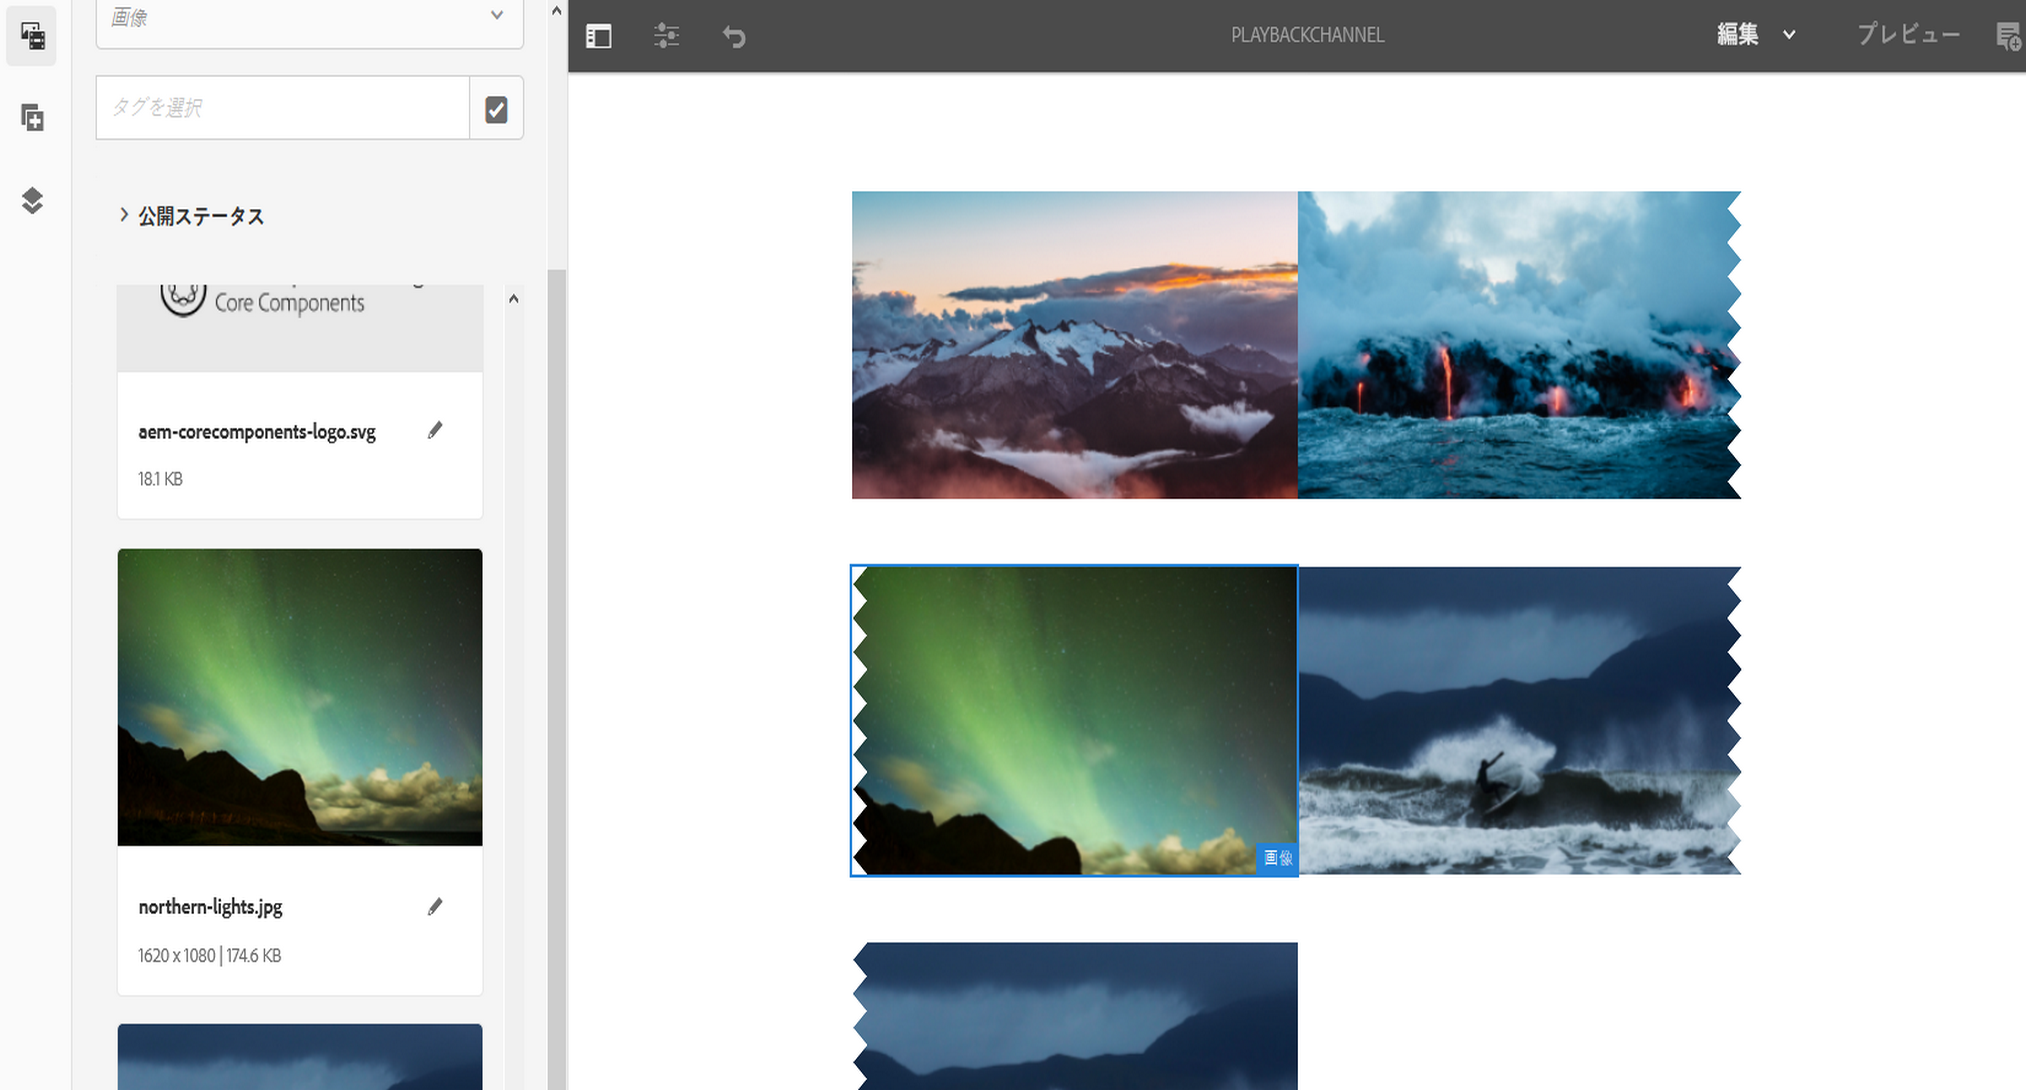 画像
タグを選択
公開ステータス
Core Components
aem-corecomponents-logo.svg
18.1 KB
northern-lights.jpg
1620 x 1080 | 174.6 KB
PLAYBACKCHANNEL
編集
プレビュー
画像